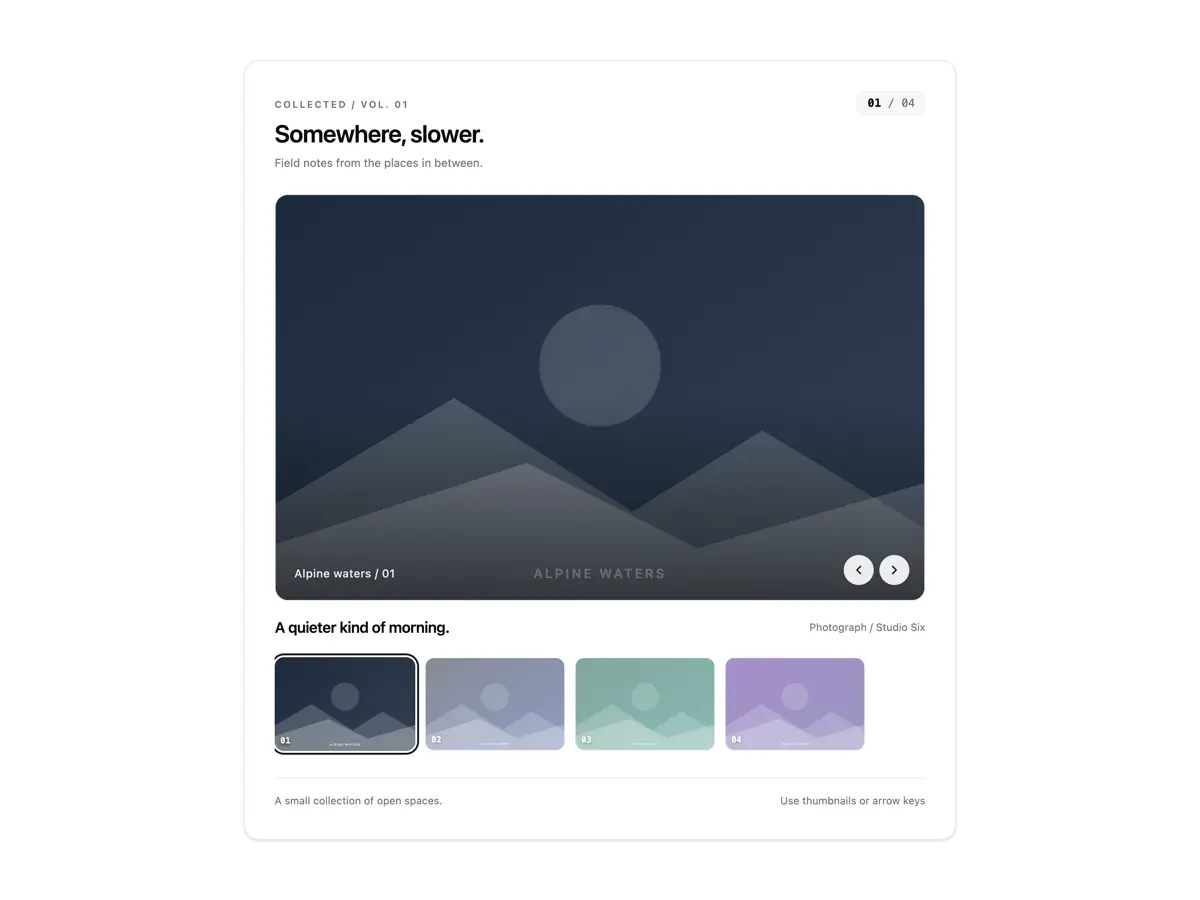 COLLECTED / VOL. 01
01 / 04
Somewhere, slower.
Field notes from the places in between.
Alpine waters / 01
ALPINE WATERS
A quieter kind of morning.
Photograph / Studio Six
01
ALPINE WATERS
02
03
04
A small collection of open spaces.
Use thumbnails or arrow keys